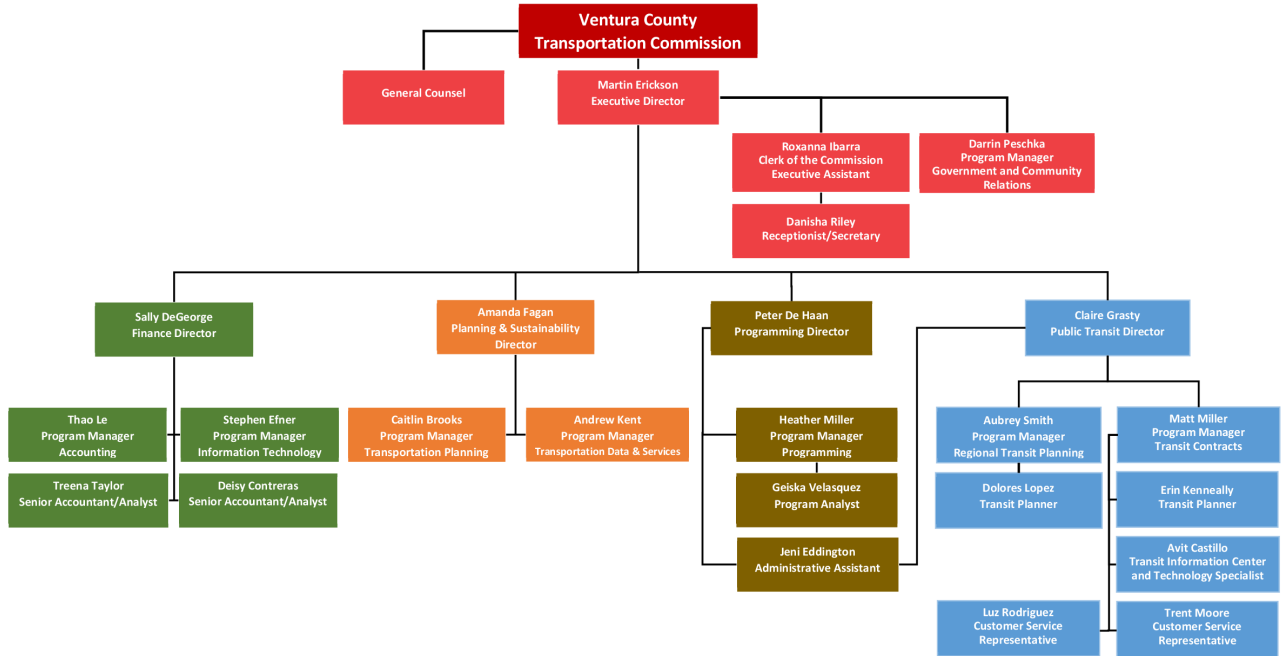 Ventura County
Transportation Commission
General Counsel
Martin Erickson
Executive Director
Roxanna Ibarra
Clerk of the Commission
Executive Assistant
Darrin Peschka
Program Manager
Government and Community
Relations
Danisha Riley
Receptionist/Secretary
Sally DeGeorge
Finance Director
Amanda Fagan
Planning & Sustainability
Director
Peter De Haan
Programming Director
Claire Grasty
Public Transit Director
Thao Le
Program Manager
Accounting
Stephen Efner
Program Manager
Information Technology
Caitlin Brooks
Program Manager
Transportation Planning
Andrew Kent
Program Manager
Transportation Data & Services
Heather Miller
Program Manager
Programming
Aubrey Smith
Program Manager
Regional Transit Planning
Matt Miller
Program Manager
Transit Contracts
Treena Taylor
Senior Accountant/Analyst
Deisy Contreras
Senior Accountant/Analyst
Geiska Velasquez
Program Analyst
Dolores Lopez
Transit Planner
Erin Kenneally
Transit Planner
Jeni Eddington
Administrative Assistant
Avit Castillo
Transit Information Center
and Technology Specialist
Luz Rodriguez
Customer Service
Representative
Trent Moore
Customer Service
Representative